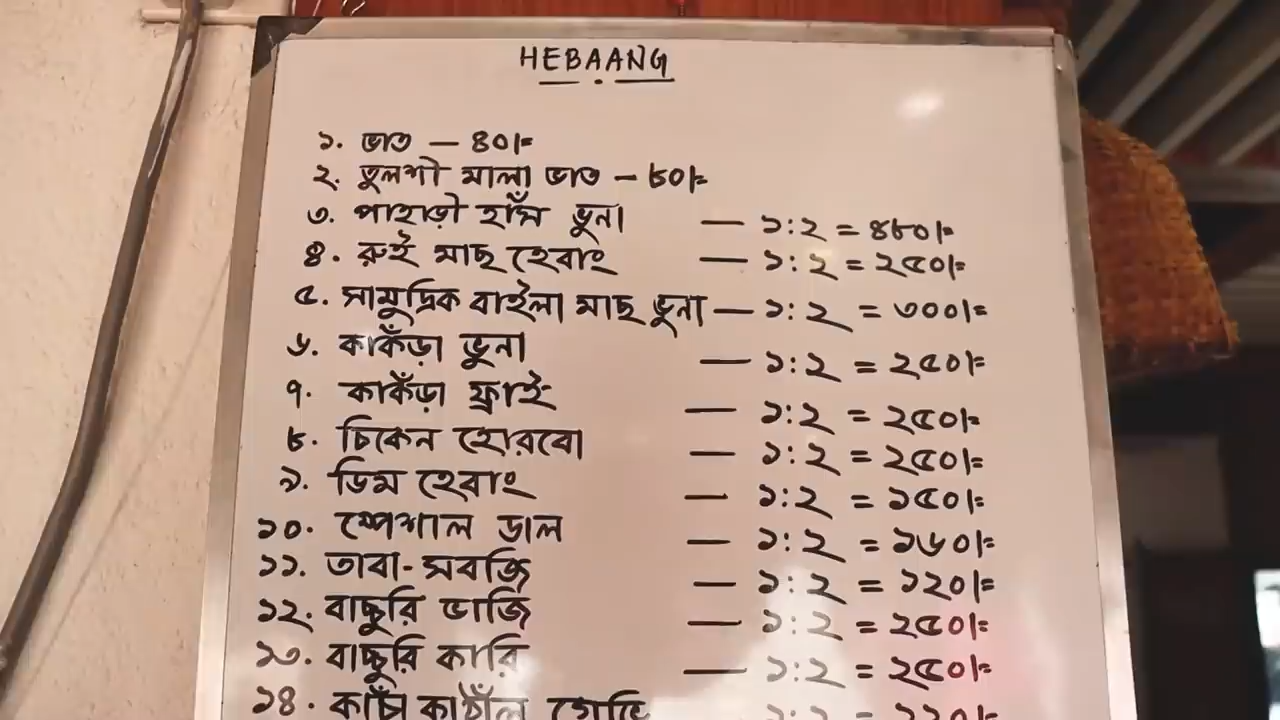 HEBAANG
১. ভাত — ৪০/=
২. তুলশী মালা ভাত — ৮০/=
৩. পাহাড়ী হাঁস ভুনা — ১:২ = ৪৮০/=
৪. রুই মাছ হেবাং — ১:২ = ২৫০/=
৫. সামুদ্রিক বাইলা মাছ ভুনা — ১:২ = ৩০০/=
৬. কাকঁড়া ভুনা — ১:২ = ২৫০/=
৭. কাকঁড়া ফ্রাই — ১:২ = ২৫০/=
৮. চিকেন হোরবো — ১:২ = ২৫০/=
৯. ডিম হেবাং — ১:২ = ১৫০/=
১০. স্পেশাল ডাল — ১:২ = ১৬০/=
১১. তাবা-সবজি — ১:২ = ১২০/=
১২. বাচ্চুরি ভাজি — ১:২ = ২৫০/=
১৩. বাচ্চুরি কারি — ১:২ = ২৫০/=
১৪. কাচাঁ কাঠাঁল